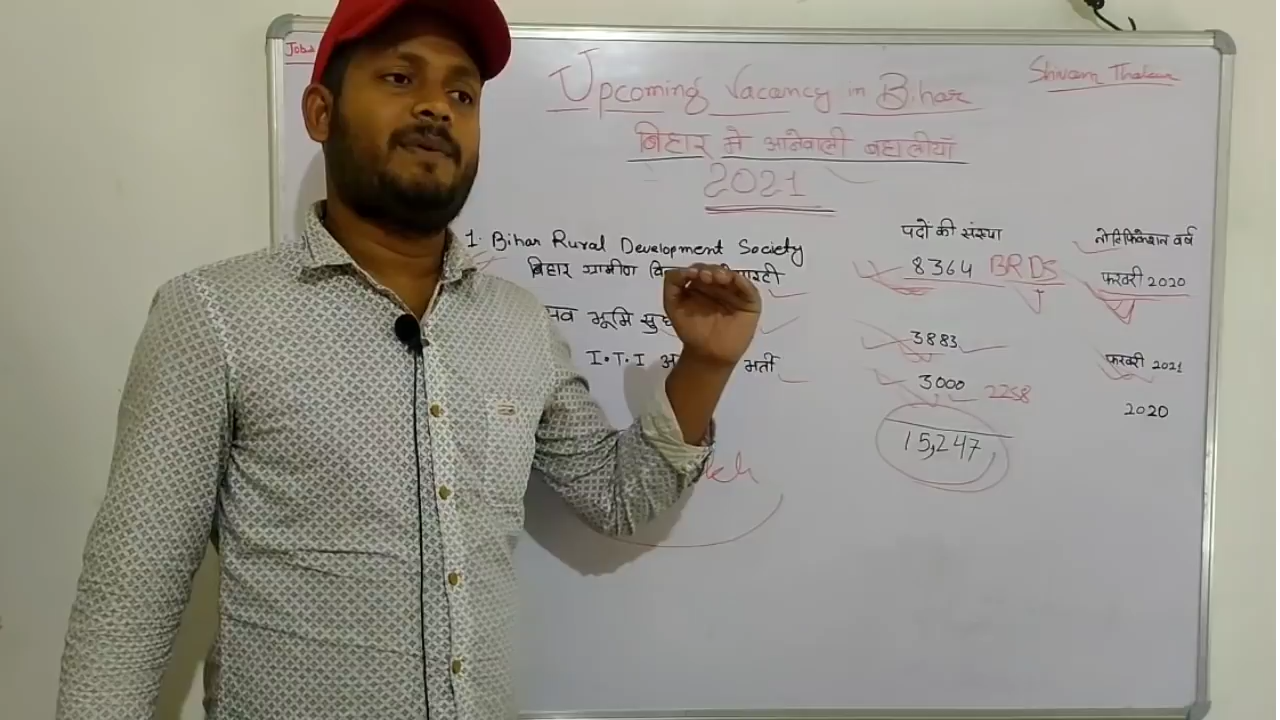 Jobs
Shivam Thakur
Upcoming Vacancy in Bihar
बिहार मे आनेवाली बहालीयाँ
2021
पदों की संख्या
नोटिफिकेशन वर्ष
1. Bihar Rural Development Society
बिहार ग्रामीण
8364 BRDS
फरवरी 2020
भूमि
3883
फरवरी 2021
I.T.I
भर्ती
3000 2258
2020
15,247